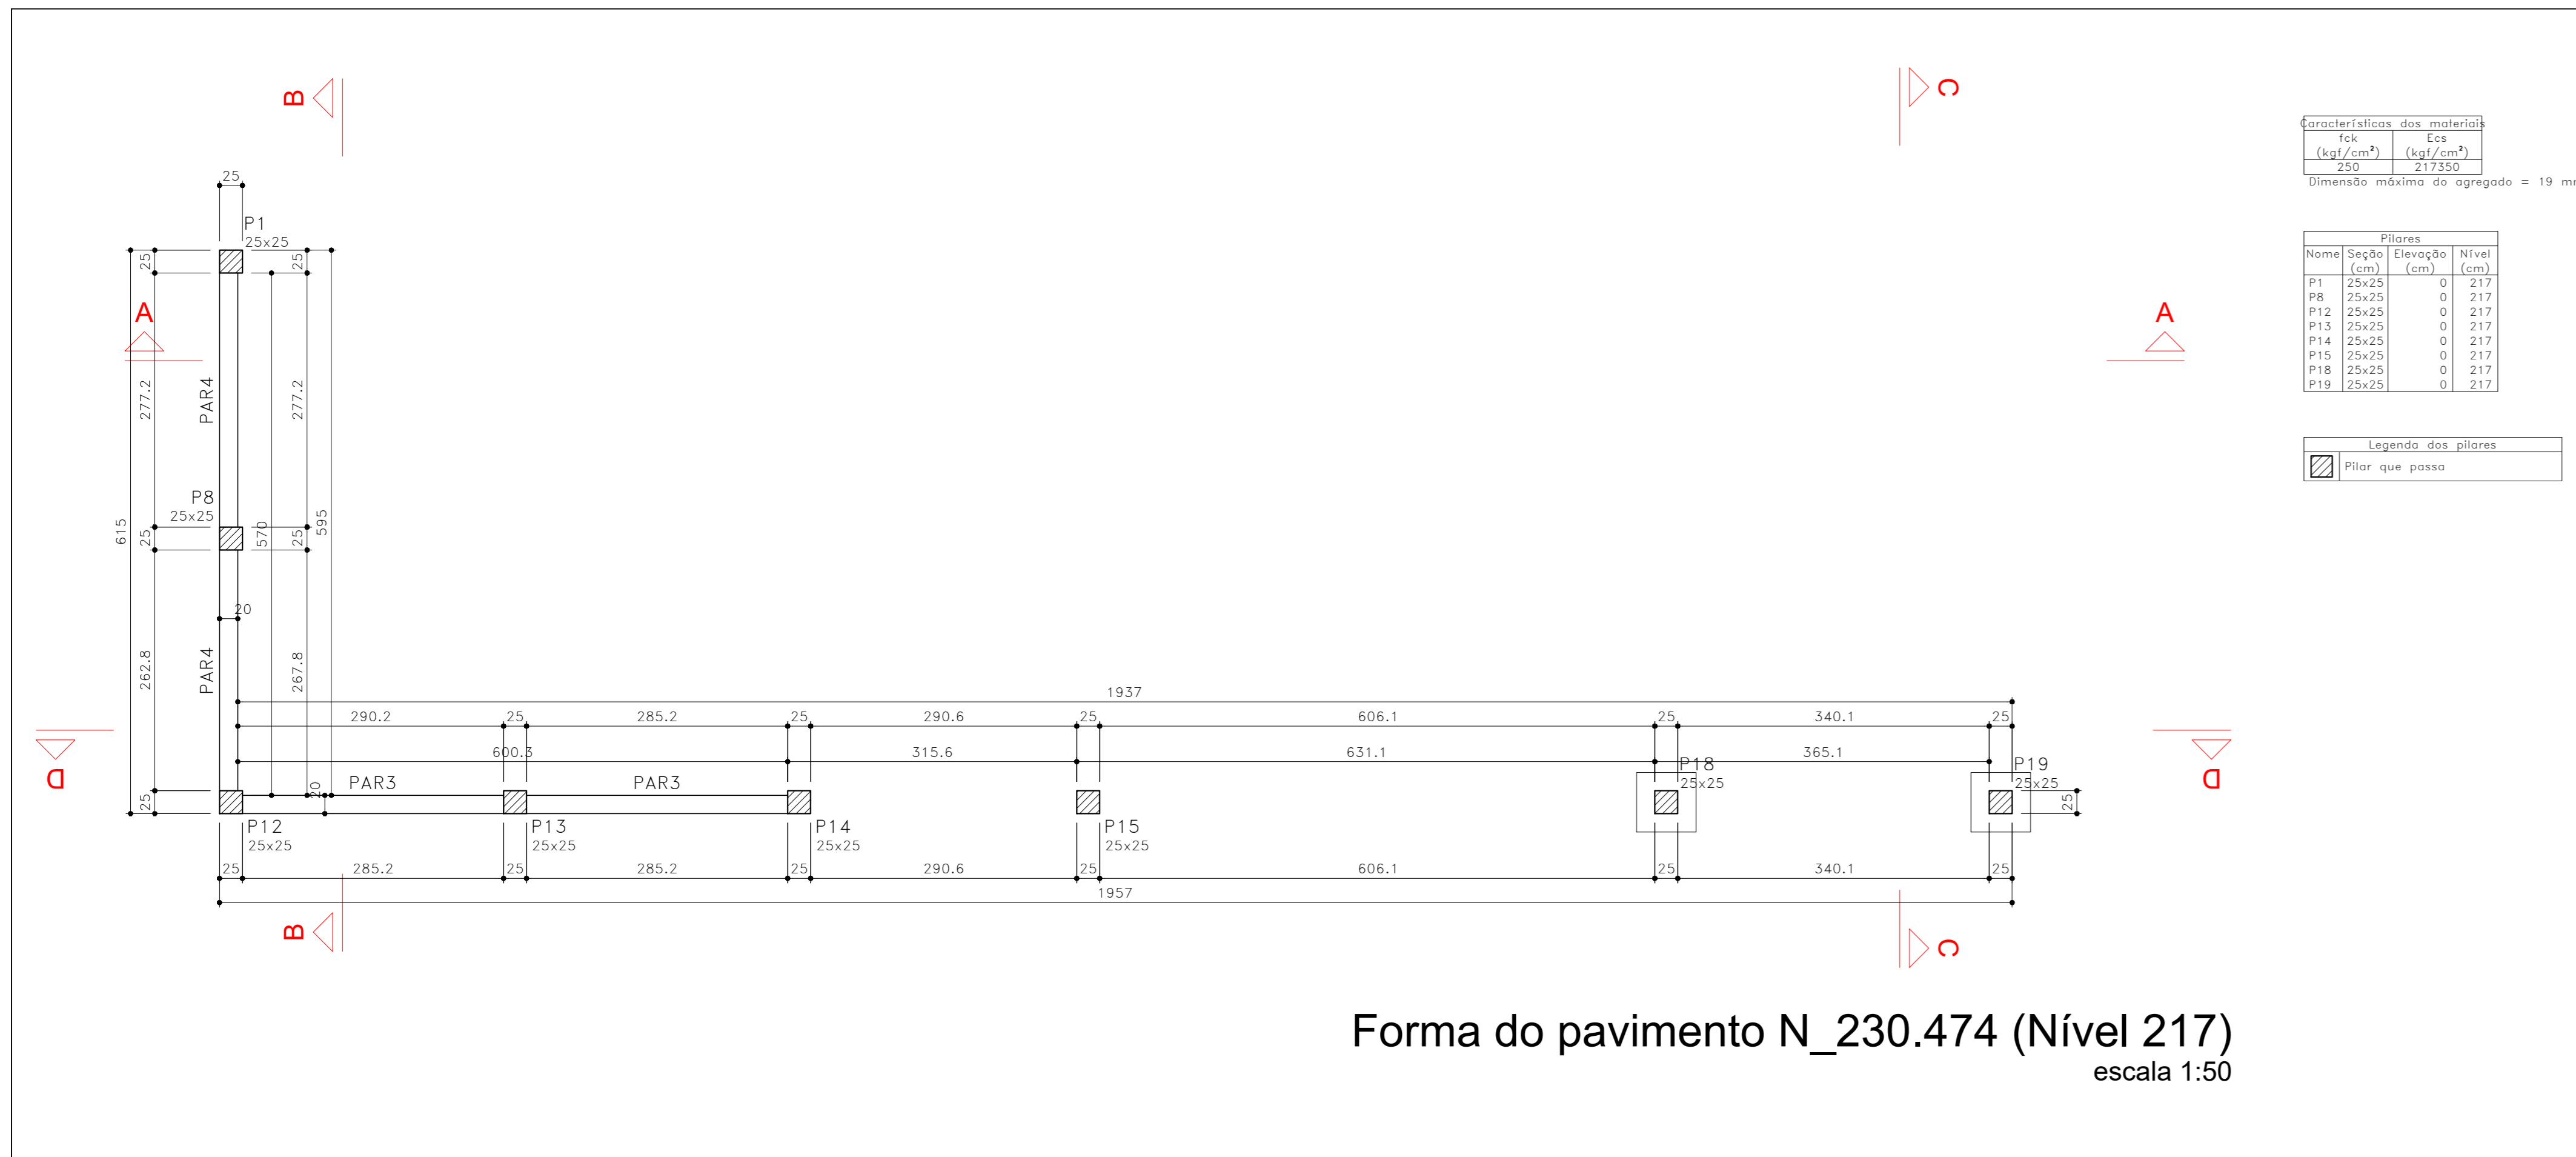 B
C
Características dos materiais
fck Ecs
(kgf/cm²) (kgf/cm²)
250 217350
Dimensão máxima do agregado = 19 m
25
P1
25x25
25
25
Pilares
Nome Seção Elevação Nível
(cm) (cm) (cm)
P1 25x25 0 217
P8 25x25 0 217
P12 25x25 0 217
P13 25x25 0 217
P14 25x25 0 217
P15 25x25 0 217
P18 25x25 0 217
P19 25x25 0 217
A
A
277.2
PAR4
277.2
Legenda dos pilares
Pilar que passa
P8
25x25
615
25
570
25
595
20
262.8
PAR4
267.8
1937
290.2 25 285.2 25 290.6 25 606.1 25 340.1 25
600.3 315.6 631.1 365.1
D
D
PAR3
PAR3
P18
25x25
P19
25x25
25
20
25
P12
25x25
P13
25x25
P14
25x25
P15
25x25
25 285.2 25 285.2 25 290.6 25 606.1 25 340.1 25
1957
B
C
Forma do pavimento N_230.474 (Nível 217)
escala 1:50